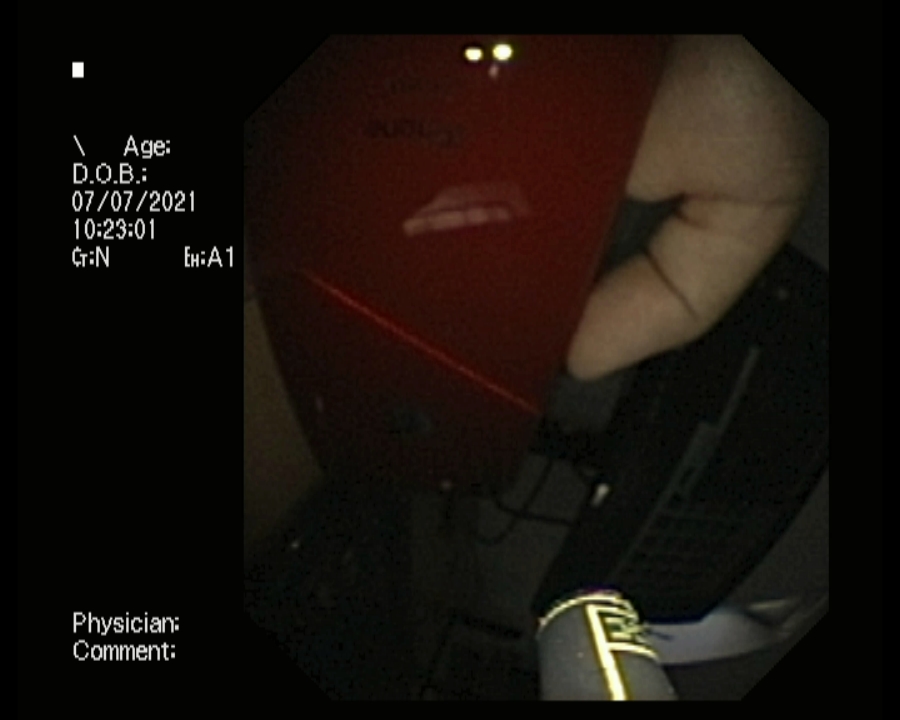 \ Age:
D.O.B.:
07/07/2021
10:23:01
Cr:N EH:A1
Physician:
Comment: